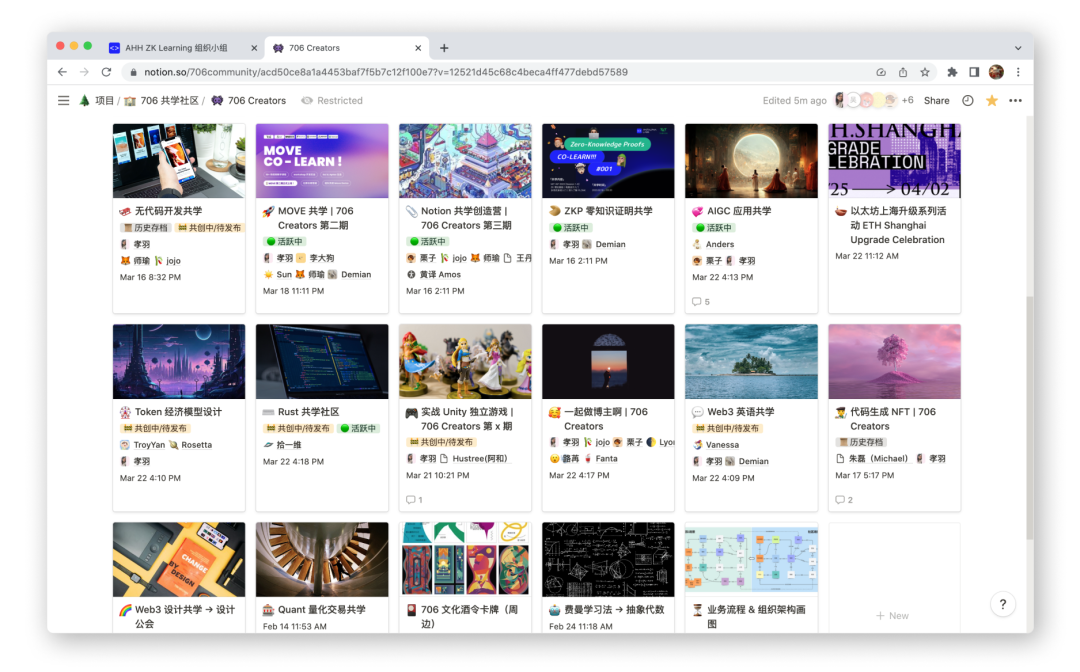 AHH ZK Learning 组织小组
706 Creators
notion.so/706community/acd50ce8a1a4453baf7f5b7c12f100e7?v=12521d45c68c4beca4ff477debd57589
项目 / 706 共学社区 / 706 Creators Restricted
Edited 5m ago +6 Share
MOVE
CO-LEARN !
Zero-Knowledge Proofs
CO-LEARN!!!
#001
H.SHANGH
GRADE
LEBRATION
25 04/02
无代码开发共学
历史存档 共创中/待发布
孝羽
师瑜 jojo
Mar 16 8:32 PM
MOVE 共学 | 706
Creators 第二期
活跃中
孝羽 李大狗
Sun 师瑜 Demian
Mar 18 11:11 PM
Notion 共学创造营 |
706 Creators 第三期
活跃中
栗子 jojo 师瑜 王丹
黄译 Amos
Mar 16 2:11 PM
ZKP 零知识证明共学
活跃中
孝羽 Demian
Mar 16 2:11 PM
AIGC 应用共学
活跃中
Anders
栗子 孝羽
Mar 22 4:13 PM
5
以太坊上海升级系列活
动 ETH Shanghai
Upgrade Celebration
Mar 22 11:12 AM
Token 经济模型设计
共创中/待发布
TroyYan Rosetta
孝羽
Mar 22 4:10 PM
Rust 共学社区
共创中/待发布 活跃中
拾一维
Mar 22 4:18 PM
实战 Unity 独立游戏 |
706 Creators 第 x 期
共创中/待发布
孝羽 Hustree(阿和)
Mar 21 10:21 PM
1
一起做博主啊 | 706
Creators
孝羽 jojo 栗子 Lyo
Fanta
Mar 22 4:17 PM
Web3 英语共学
共创中/待发布
Vanessa
孝羽 Demian
Mar 22 4:09 PM
代码生成 NFT | 706
Creators
历史存档
朱磊（Michael） 孝羽
Mar 17 5:17 PM
2
CHANGE
BY
DESIGN
Web3 设计共学 → 设计
公会
Quant 量化交易共学
Feb 14 11:53 AM
706 文化酒令卡牌（周
边）
费曼学习法 → 抽象代数
Feb 24 11:18 AM
业务流程 & 组织架构画
图
+ New
?